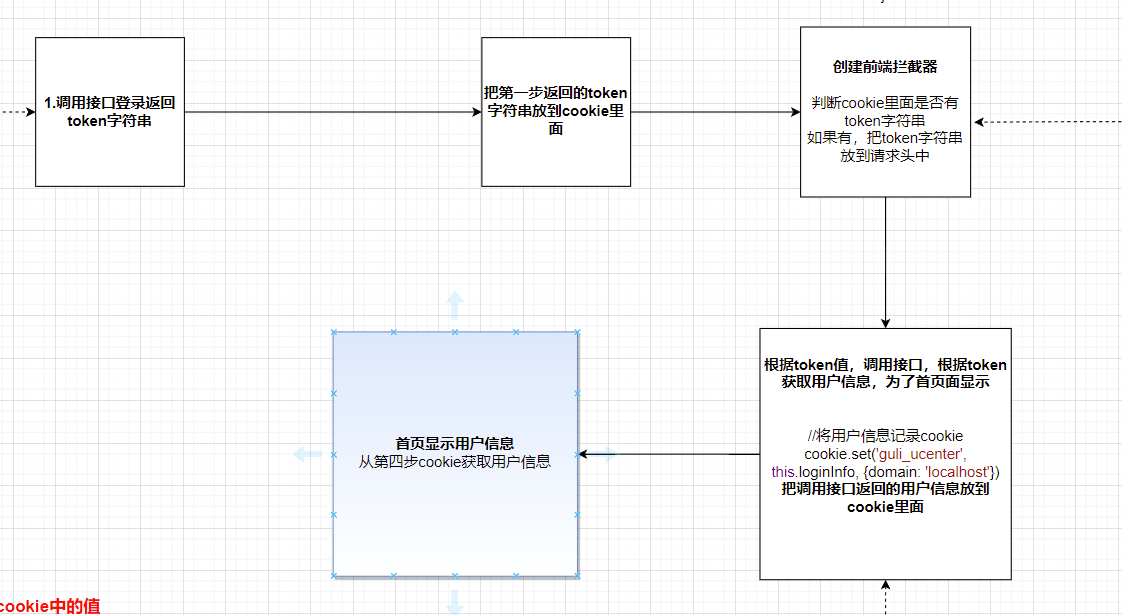 1.调用接口登录返回
token字符串
把第一步返回的token
字符串放到cookie里
面
创建前端拦截器
判断cookie里面是否有
token字符串
如果有，把token字符串
放到请求头中
根据token值，调用接口，根据token
获取用户信息，为了首页面显示
//将用户信息记录cookie
cookie.set('guli_ucenter',
this.loginInfo, {domain: 'localhost'})
把调用接口返回的用户信息放到
cookie里面
首页显示用户信息
从第四步cookie获取用户信息
cookie中的值